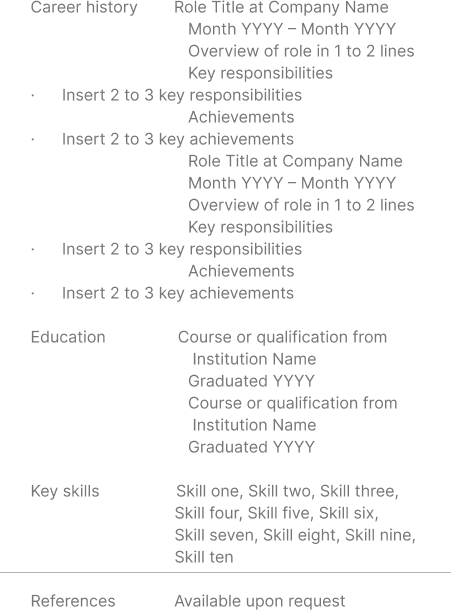 Career history Role Title at Company Name
Month YYYY – Month YYYY
Overview of role in 1 to 2 lines
Key responsibilities
· Insert 2 to 3 key responsibilities
Achievements
· Insert 2 to 3 key achievements
Role Title at Company Name
Month YYYY – Month YYYY
Overview of role in 1 to 2 lines
Key responsibilities
· Insert 2 to 3 key responsibilities
Achievements
· Insert 2 to 3 key achievements
Education Course or qualification from
Institution Name
Graduated YYYY
Course or qualification from
Institution Name
Graduated YYYY
Key skills Skill one, Skill two, Skill three,
Skill four, Skill five, Skill six,
Skill seven, Skill eight, Skill nine,
Skill ten
References Available upon request